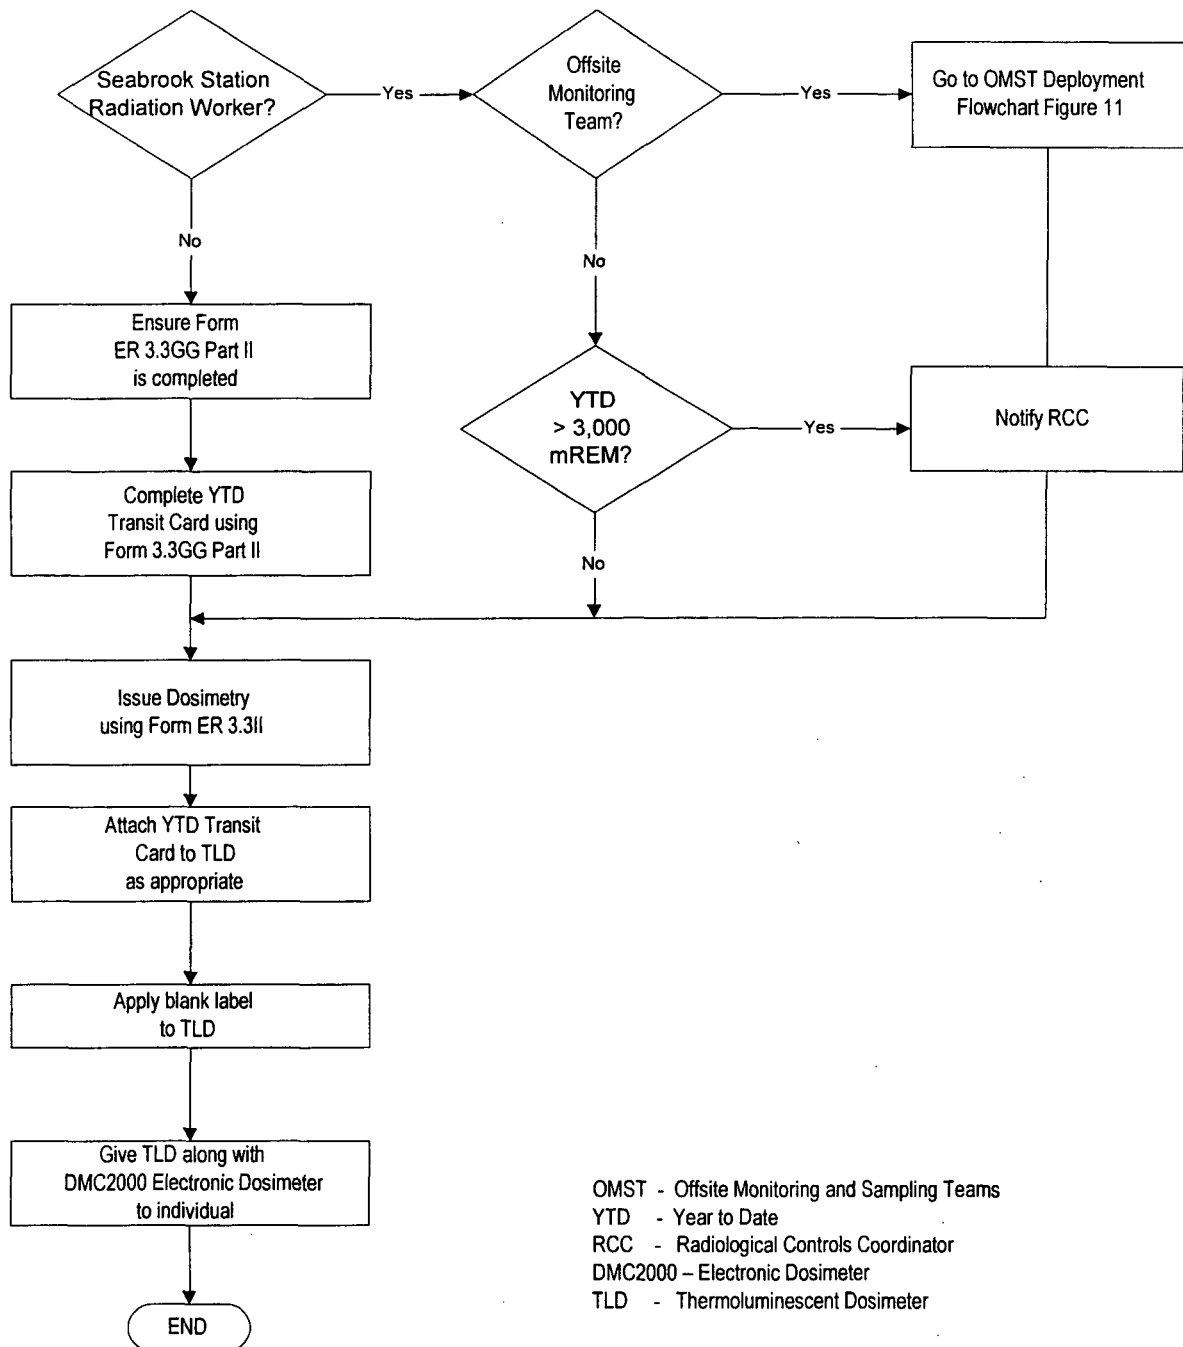 Seabrook Station
Radiation Worker?
Yes
Offsite
Monitoring
Team?
Yes
Go to OMST Deployment
Flowchart Figure 11
No
No
Ensure Form
ER 3.3GG Part II
is completed
YTD
> 3,000
mREM?
Yes
Notify RCC
Complete YTD
Transit Card using
Form 3.3GG Part II
No
Issue Dosimetry
using Form ER 3.3II
Attach YTD Transit
Card to TLD
as appropriate
Apply blank label
to TLD
Give TLD along with
DMC2000 Electronic Dosimeter
to individual
END
OMST - Offsite Monitoring and Sampling Teams
YTD - Year to Date
RCC - Radiological Controls Coordinator
DMC2000 – Electronic Dosimeter
TLD - Thermoluminescent Dosimeter